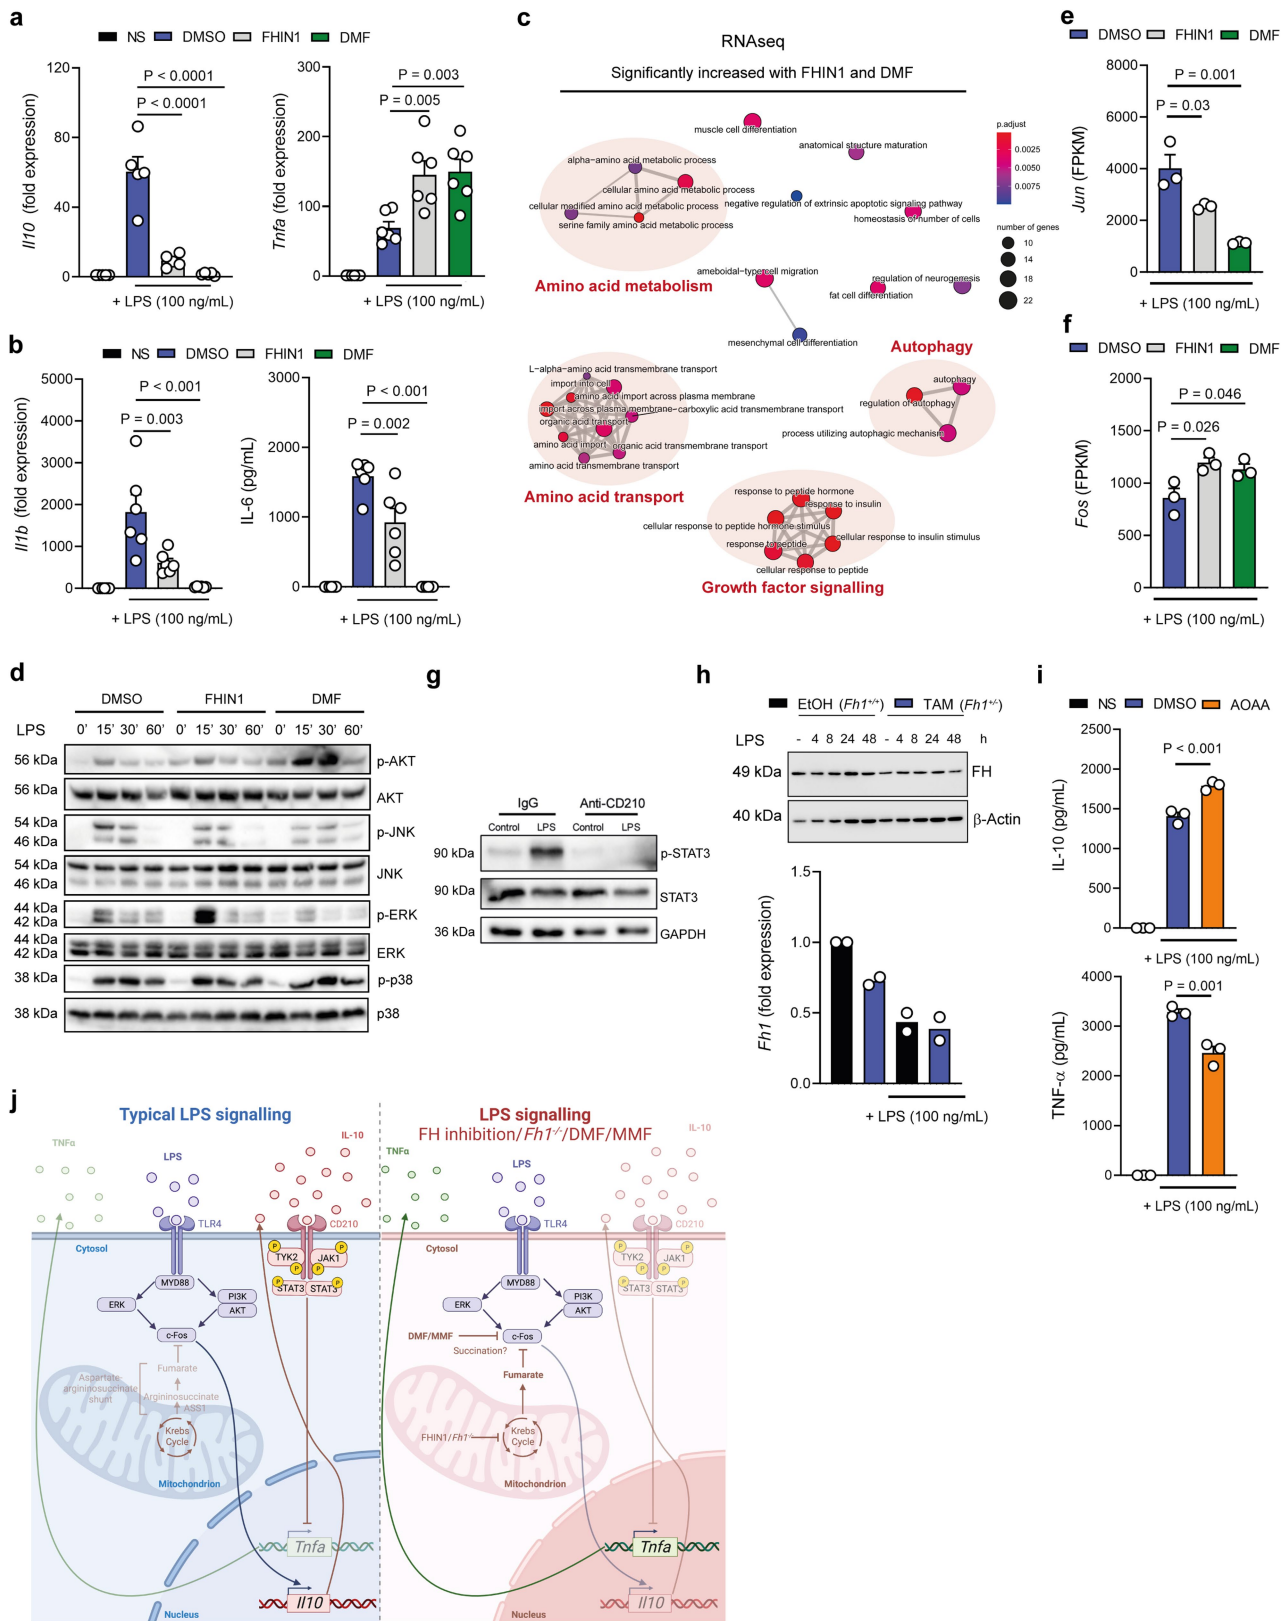 a
NS DMSO FHIN1 DMF
Il10 (fold expression)
120
80
40
0
P < 0.0001
P < 0.0001
+ LPS (100 ng/mL)
Tnfa (fold expression)
300
200
100
0
P = 0.003
P = 0.005
+ LPS (100 ng/mL)
b
NS DMSO FHIN1 DMF
Il1b (fold expression)
5000
4000
3000
2000
1000
0
P < 0.001
P = 0.003
+ LPS (100 ng/mL)
IL-6 (pg/mL)
3000
2000
1000
0
P < 0.001
P = 0.002
+ LPS (100 ng/mL)
c
RNAseq
Significantly increased with FHIN1 and DMF
muscle cell differentiation
anatomical structure maturation
alpha−amino acid metabolic process
cellular amino acid metabolic process
cellular modified amino acid metabolic process
serine family amino acid metabolic process
negative regulation of extrinsic apoptotic signaling pathway
homeostasis of number of cells
Amino acid metabolism
ameboidal−type cell migration
regulation of neurogenesis
fat cell differentiation
mesenchymal cell differentiation
Autophagy
autophagy
regulation of autophagy
process utilizing autophagic mechanism
L−alpha−amino acid transmembrane transport
import into cell
amino acid import across plasma membrane
import across plasma membrane
carboxylic acid transmembrane transport
organic acid transport
amino acid import
organic acid transmembrane transport
amino acid transmembrane transport
Amino acid transport
response to peptide hormone
response to insulin
cellular response to peptide hormone stimulus
cellular response to insulin stimulus
response to peptide
cellular response to peptide
Growth factor signalling
p.adjust
0.0025
0.0050
0.0075
number of genes
10
14
18
22
e
DMSO FHIN1 DMF
Jun (FPKM)
8000
6000
4000
2000
0
P = 0.001
P = 0.03
+ LPS (100 ng/mL)
f
DMSO FHIN1 DMF
Fos (FPKM)
2000
1500
1000
500
0
P = 0.046
P = 0.026
+ LPS (100 ng/mL)
d
DMSO FHIN1 DMF
LPS 0’ 15’ 30’ 60’ 0’ 15’ 30’ 60’ 0’ 15’ 30’ 60’
56 kDa p-AKT
56 kDa AKT
54 kDa
46 kDa p-JNK
54 kDa
46 kDa JNK
44 kDa
42 kDa p-ERK
44 kDa
42 kDa ERK
38 kDa p-p38
38 kDa p38
g
IgG Anti-CD210
Control LPS Control LPS
90 kDa p-STAT3
90 kDa STAT3
36 kDa GAPDH
h
EtOH (Fh1+/+) TAM (Fh1+/-)
LPS - 4 8 24 48 - 4 8 24 48 h
49 kDa FH
40 kDa β-Actin
Fh1 (fold expression)
1.5
1.0
0.5
0.0
+ LPS (100 ng/mL)
i
NS DMSO AOAA
IL-10 (pg/mL)
2500
2000
1500
1000
500
0
P < 0.001
+ LPS (100 ng/mL)
TNF-α (pg/mL)
4000
3000
2000
1000
0
P = 0.001
+ LPS (100 ng/mL)
j
Typical LPS signalling
TNFα
LPS
IL-10
TLR4
CD210
Cytosol
TYK2
JAK1
P
P
P
P
P
P
STAT3
STAT3
MYD88
ERK
PI3K
AKT
c-Fos
Fumarate
Aspartate-
argininosuccinate
shunt
Argininosuccinate
ASS1
Krebs
Cycle
Mitochondrion
Tnfa
Il10
Nucleus
LPS signalling
FH inhibition/Fh1-/-/DMF/MMF
TNFα
LPS
IL-10
TLR4
CD210
Cytosol
TYK2
JAK1
P
P
P
P
P
P
STAT3
STAT3
MYD88
ERK
PI3K
AKT
DMF/MMF
c-Fos
Succination?
Fumarate
FHIN1/Fh1-/-
Krebs
Cycle
Mitochondrion
Tnfa
Il10
Nucleus